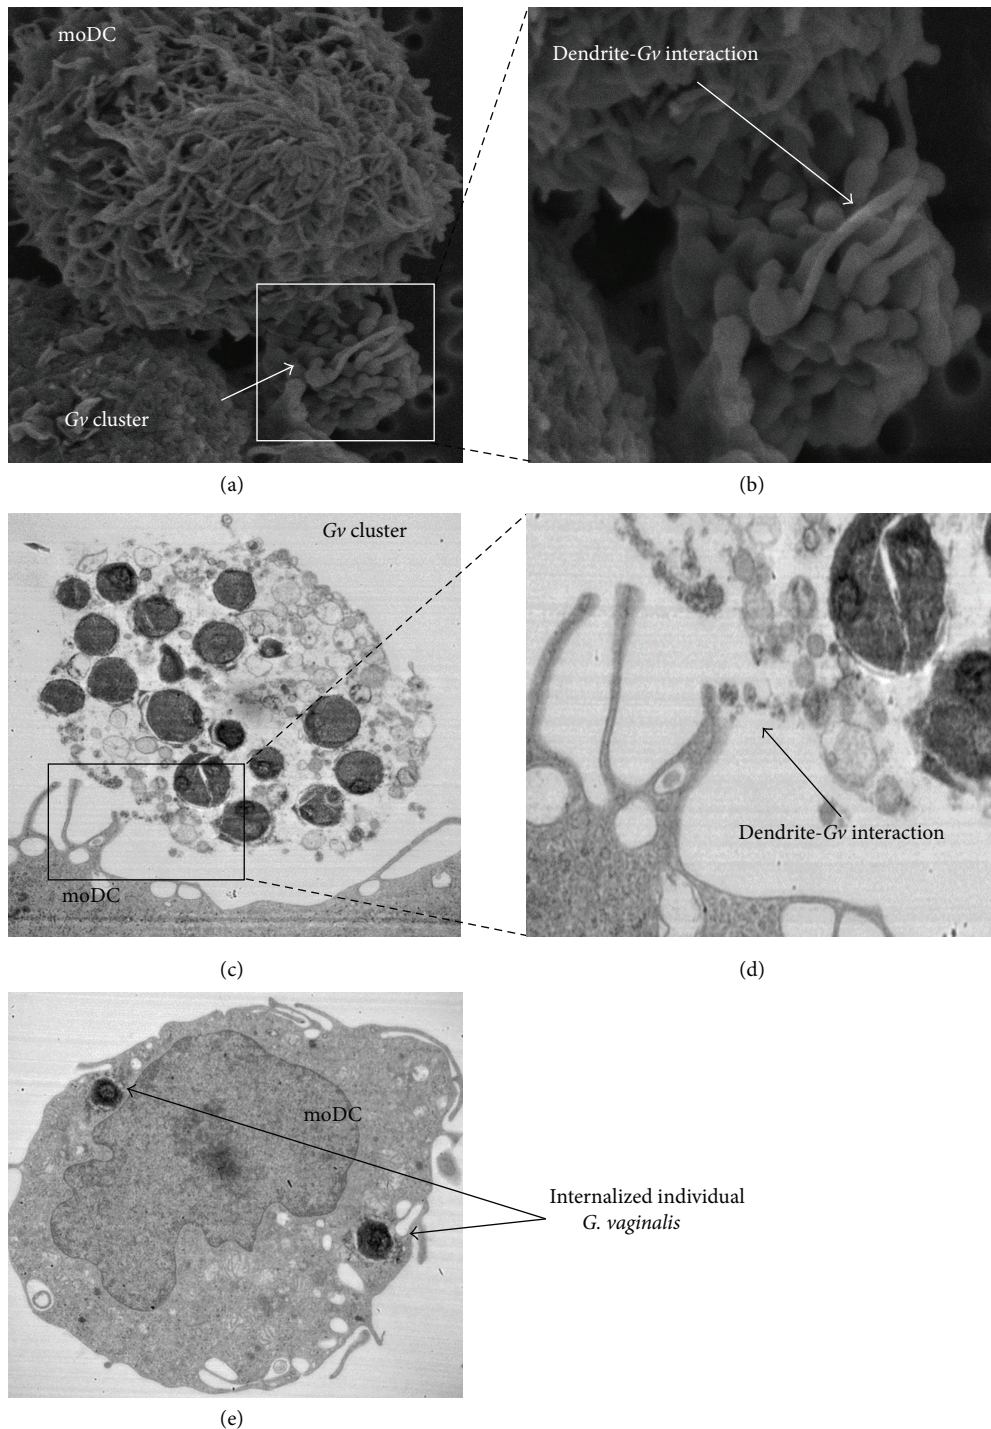 moDC
Dendrite-Gv interaction
Gv cluster
(a)
(b)
Gv cluster
moDC
Dendrite-Gv interaction
(c)
(d)
moDC
Internalized individual
G. vaginalis
(e)